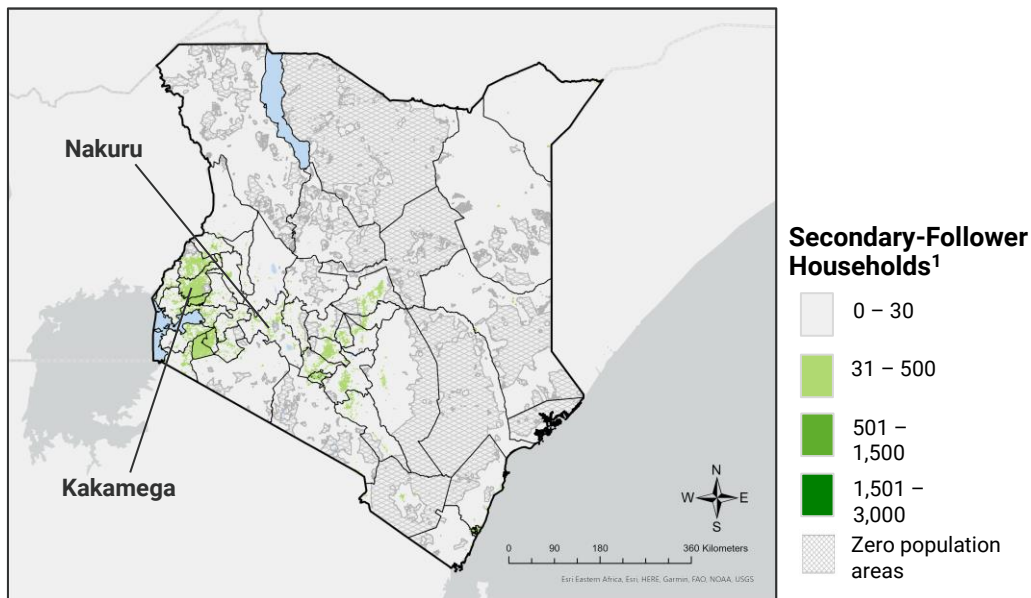 Nakuru
Kakamega
N
W E
S
0 90 180 360 Kilometers
Esri Eastern Africa, Esri, HERE, Garmin, FAO, NOAA, USGS
Secondary-Follower
Households¹
0 – 30
31 – 500
501 –
1,500
1,501 –
3,000
Zero population
areas